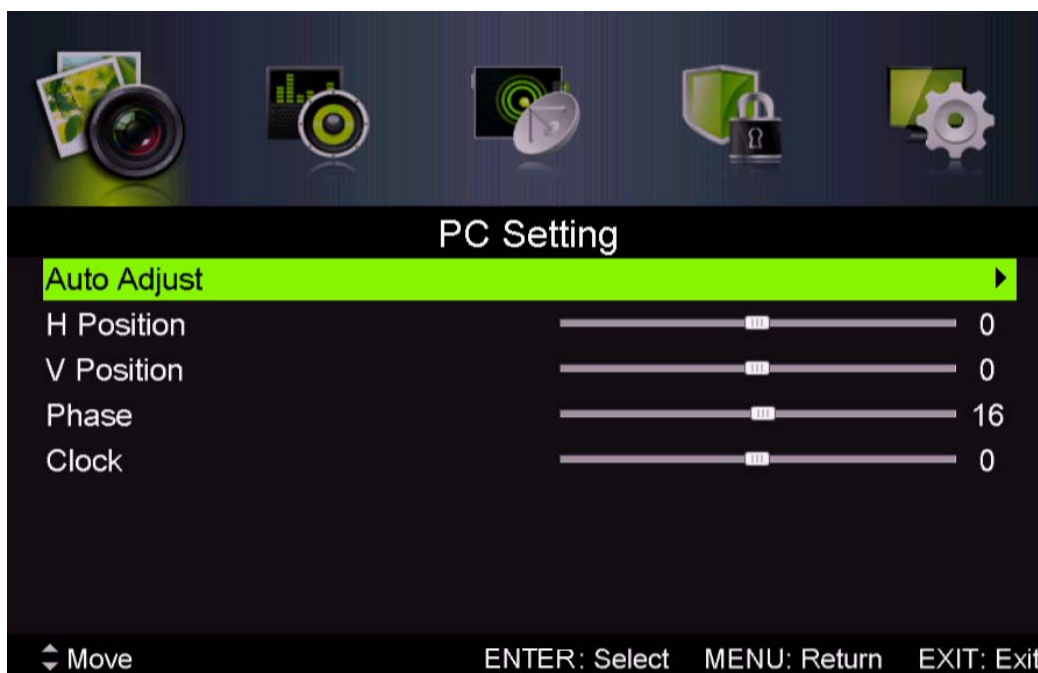 PC Setting
Auto Adjust
H Position 0
V Position 0
Phase 16
Clock 0
Move ENTER: Select MENU: Return EXIT: Exit